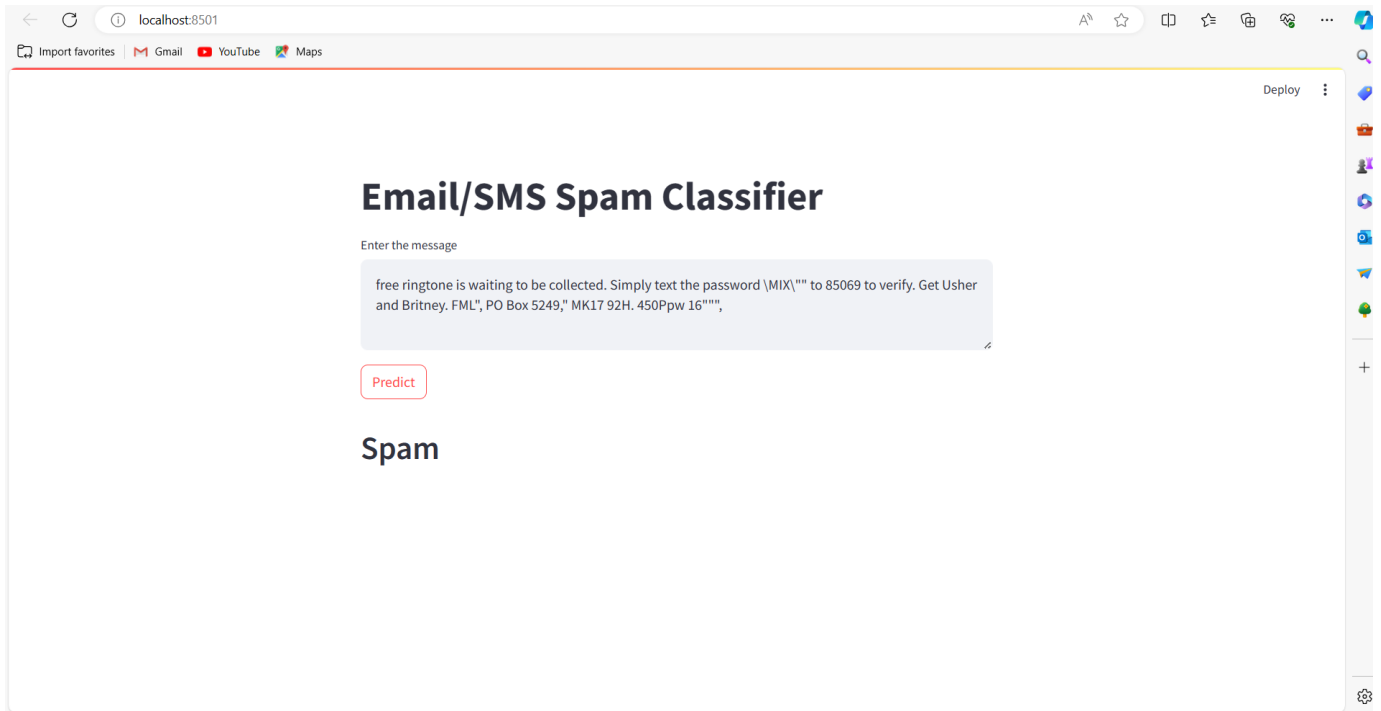 localhost:8501
Import favorites Gmail YouTube Maps
Deploy
Email/SMS Spam Classifier
Enter the message
free ringtone is waiting to be collected. Simply text the password \MIX\"" to 85069 to verify. Get Usher
and Britney. FML", PO Box 5249," MK17 92H. 450Ppw 16""",
Predict
Spam